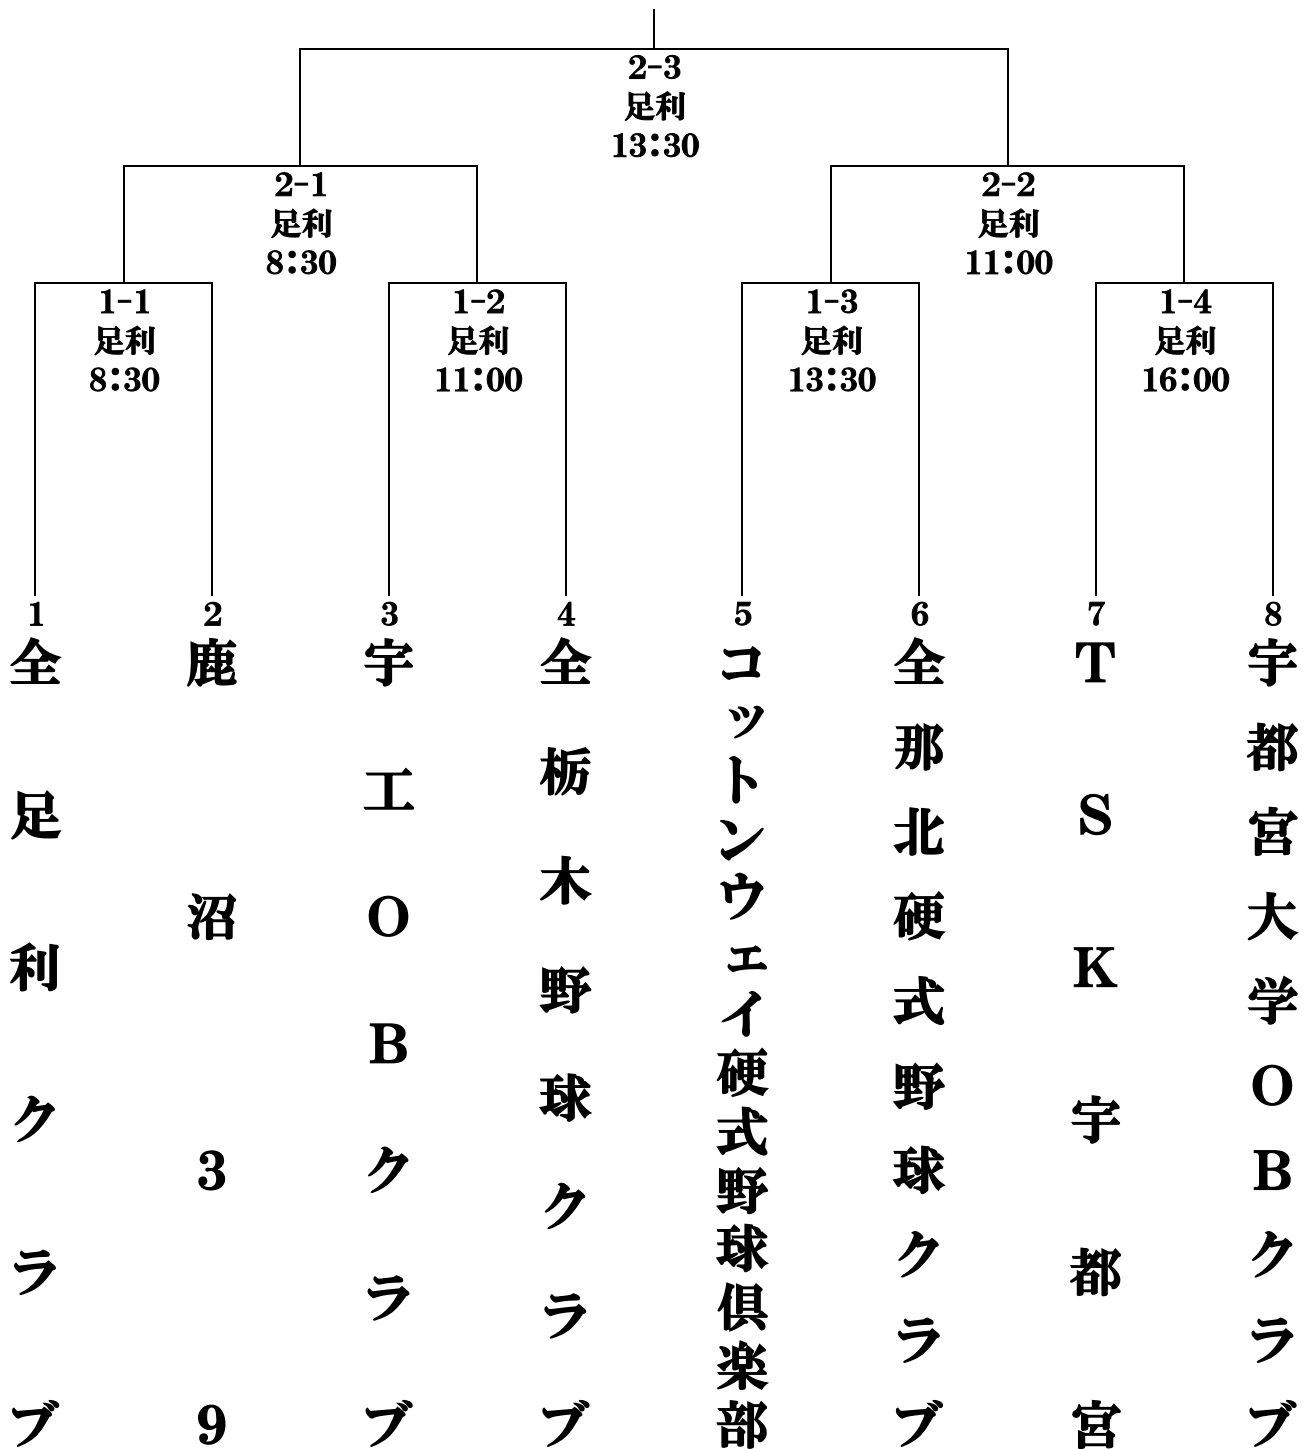 2-3
足利
13:30
2-1
足利
8:30
2-2
足利
11:00
1-1
足利
8:30
1-2
足利
11:00
1-3
足利
13:30
1-4
足利
16:00
1
全足利クラブ
2
鹿沼39
3
宇工OBクラブ
4
全栃木野球クラブ
5
コットンウェイ硬式野球倶楽部
6
全那北硬式野球クラブ
7
TSK宇都宮
8
宇都宮大学OBクラブ